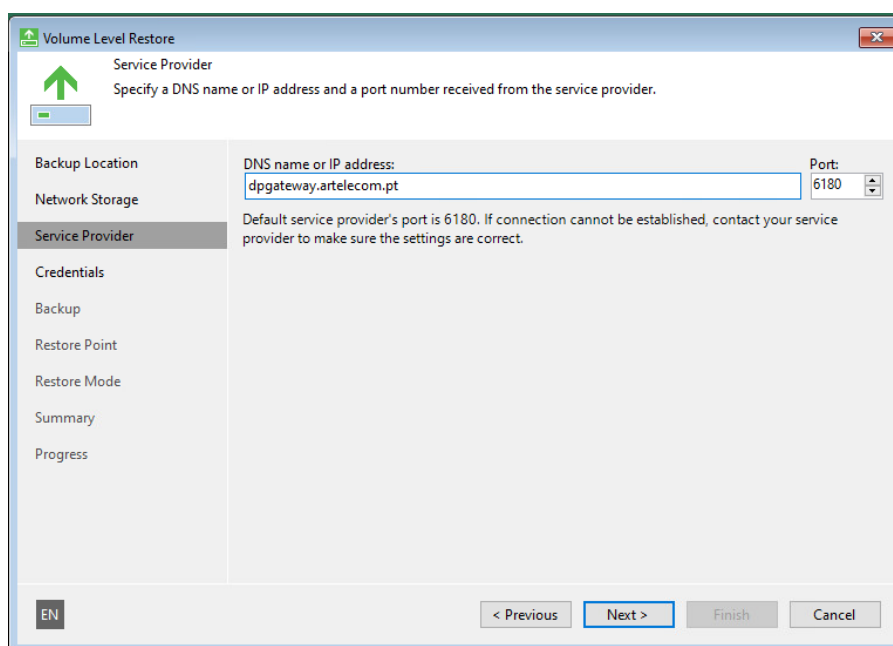 Volume Level Restore
Service Provider
Specify a DNS name or IP address and a port number received from the service provider.
Backup Location
Network Storage
Service Provider
Credentials
Backup
Restore Point
Restore Mode
Summary
Progress
DNS name or IP address:
Port:
dpgateway.artelecom.pt
6180
Default service provider's port is 6180. If connection cannot be established, contact your service
provider to make sure the settings are correct.
EN
< Previous
Next >
Finish
Cancel